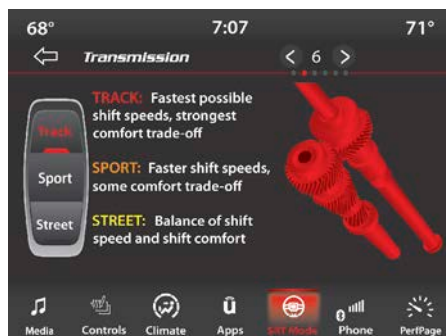 68° 7:07 71°
Transmission < 6 >
TRACK: Fastest possible
shift speeds, strongest
comfort trade-off
Track
SPORT: Faster shift speeds,
some comfort trade-off
Sport
STREET: Balance of shift
speed and shift comfort
Street
ü
Media Controls Climate Apps SRT Mode Phone PerfPage